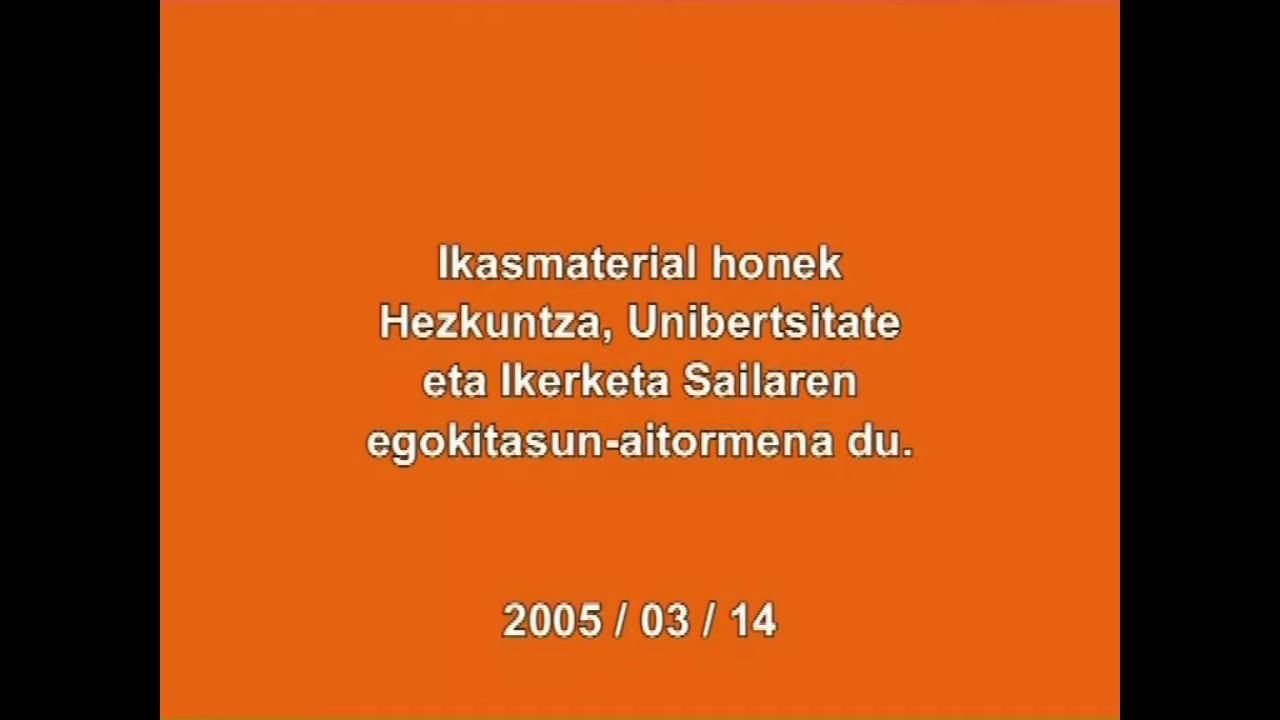 Ikasmaterial honek
Hezkuntza, Unibertsitate
eta Ikerketa Sailaren
egokitasun-aitormena du.
2005 / 03 / 14